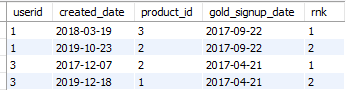 userid created_date product_id gold_signup_date rnk
1 2018-03-19 3 2017-09-22 1
1 2019-10-23 2 2017-09-22 2
3 2017-12-07 2 2017-04-21 1
3 2019-12-18 1 2017-04-21 2